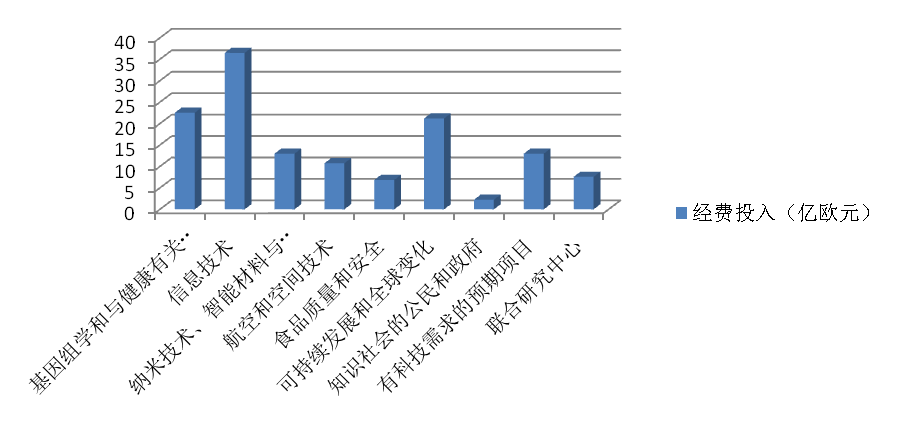 40
35
30
25
20
15
10
5
0
基因组学和与健康有关…
信息技术
纳米技术、智能材料与…
航空和空间技术
食品质量和安全
可持续发展和全球变化
知识社会的公民和政府
有科技需求的预期项目
联合研究中心
经费投入（亿欧元）